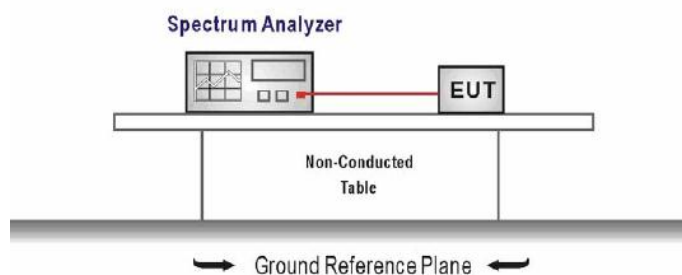 Spectrum Analyzer
EUT
Non-Conducted
Table
Ground Reference Plane